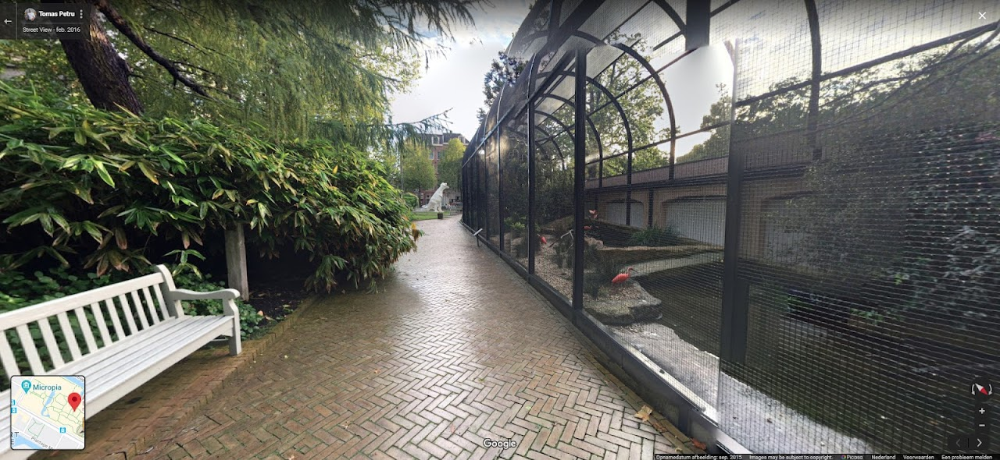 Tomas Petru
Street View - feb. 2016
Micropia
Google
Opnamedatum afbeelding: sep. 2015 Images may be subject to copyright. Picasa Nederland Voorwaarden Een probleem melden